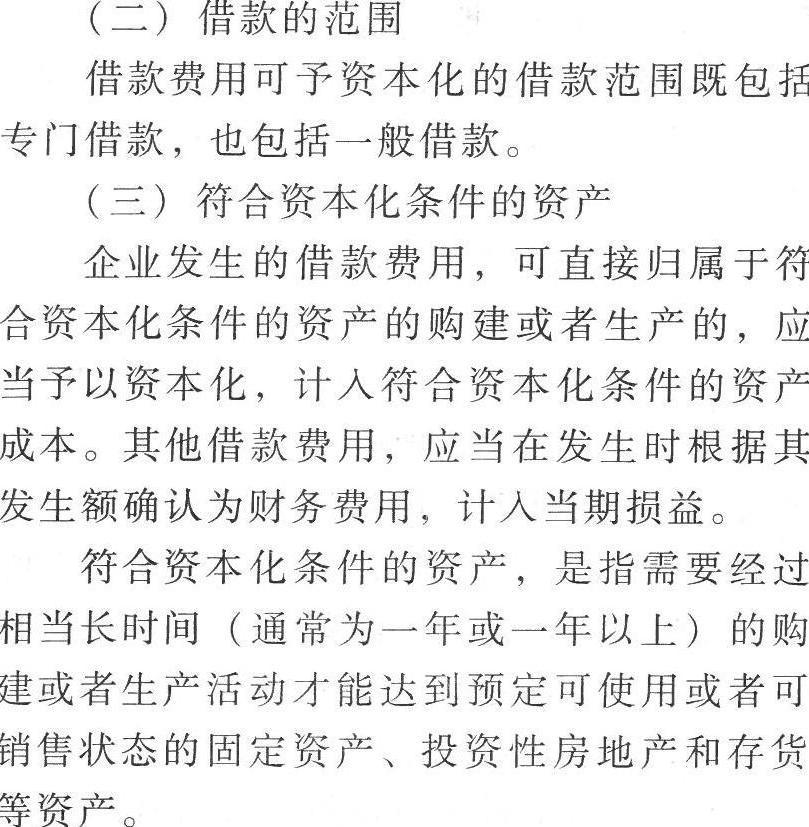 （二）借款的范围
借款费用可予资本化的借款范围既包括
专门借款，也包括一般借款。
（三）符合资本化条件的资产
企业发生的借款费用，可直接归属于符
合资本化条件的资产的购建或者生产的，应
当予以资本化，计入符合资本化条件的资产
成本。其他借款费用，应当在发生时根据其
发生额确认为财务费用，计入当期损益。
符合资本化条件的资产，是指需要经过
相当长时间（通常为一年或一年以上）的购
建或者生产活动才能达到预定可使用或者可
销售状态的固定资产、投资性房地产和存货
等资产。